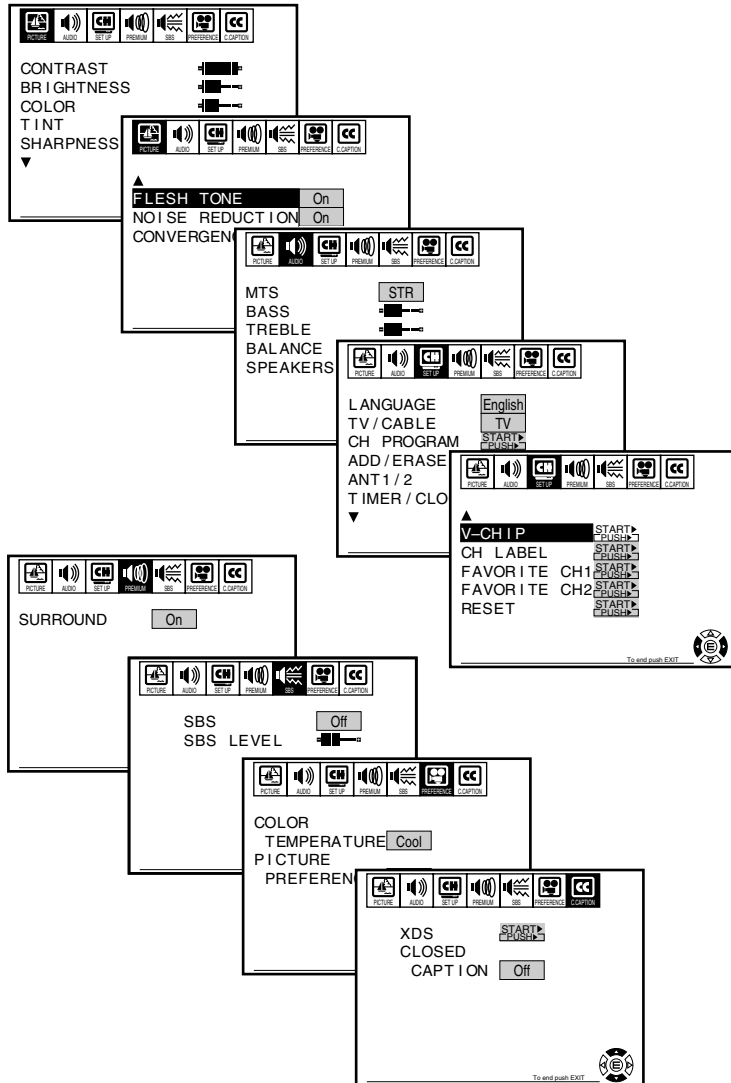 PICTURE AUDIO SET UP PREMIUM SBS PREFERENCE C.CAPTION
CONTRAST
BRIGHTNESS
COLOR
TINT
SHARPNESS
▼
PICTURE AUDIO SET UP PREMIUM SBS PREFERENCE C.CAPTION
▲
FLESH TONE On
NOISE REDUCTION On
CONVERGENC
PICTURE AUDIO SET UP PREMIUM SBS PREFERENCE C.CAPTION
MTS STR
BASS
TREBLE
BALANCE
SPEAKERS
PICTURE AUDIO SET UP PREMIUM SBS PREFERENCE C.CAPTION
LANGUAGE English
TV/CABLE TV
CH PROGRAM START▶ PUSH▶
ADD/ERASE
ANT1/2
TIMER/CLO
▼
PICTURE AUDIO SET UP PREMIUM SBS PREFERENCE C.CAPTION
▲
V–CHIP START▶ PUSH▶
CH LABEL START▶ PUSH▶
FAVORITE CH1 START▶ PUSH▶
FAVORITE CH2 START▶ PUSH▶
RESET START▶ PUSH▶
To end push EXIT
PICTURE AUDIO SET UP PREMIUM SBS PREFERENCE C.CAPTION
SURROUND On
PICTURE AUDIO SET UP PREMIUM SBS PREFERENCE C.CAPTION
SBS Off
SBS LEVEL
PICTURE AUDIO SET UP PREMIUM SBS PREFERENCE C.CAPTION
COLOR
TEMPERATURE Cool
PICTURE
PREFEREN
PICTURE AUDIO SET UP PREMIUM SBS PREFERENCE C.CAPTION
XDS START▶ PUSH▶
CLOSED
CAPTION Off
To end push EXIT